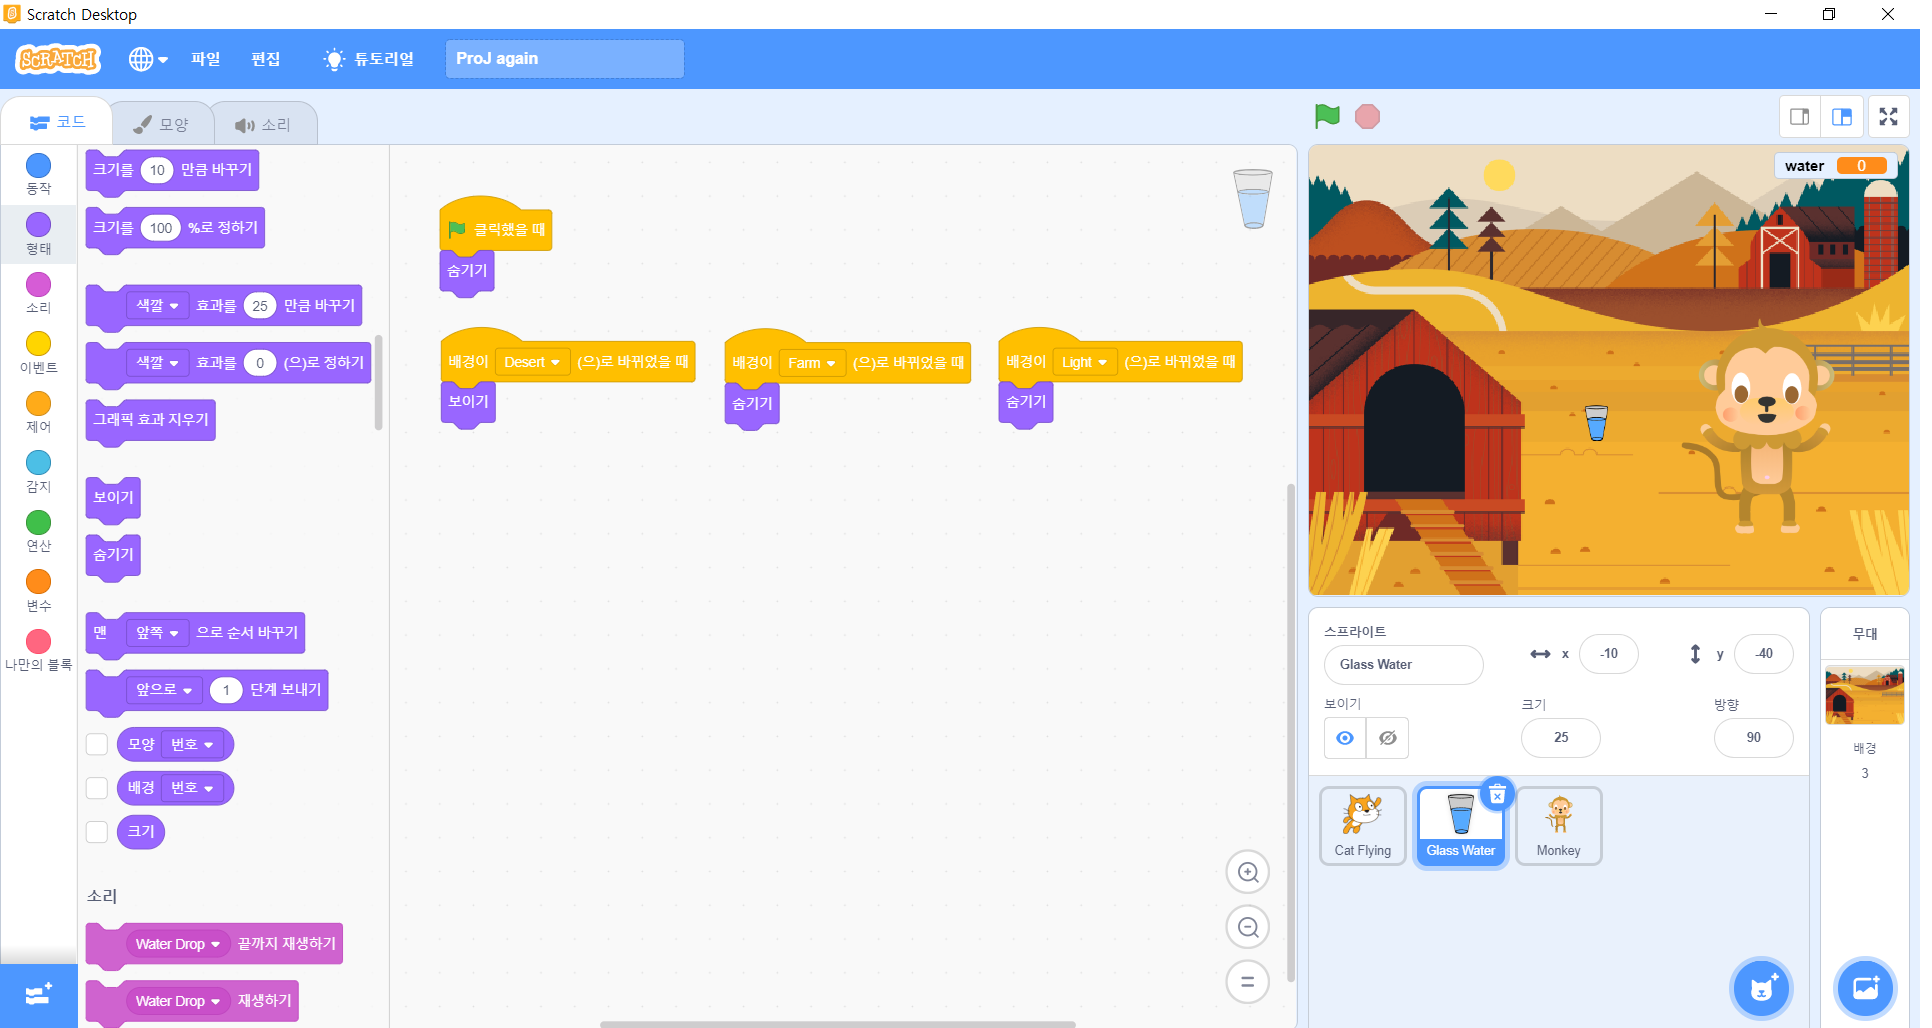 Scratch Desktop
SCRATCH 파일 편집 튜토리얼 ProJ again
코드 모양 소리
동작
형태
소리
이벤트
제어
감지
연산
변수
나만의 블록
크기를 10 만큼 바꾸기
크기를 100 %로 정하기
색깔 효과를 25 만큼 바꾸기
색깔 효과를 0 (으)로 정하기
그래픽 효과 지우기
보이기
숨기기
맨 앞쪽 으로 순서 바꾸기
앞으로 1 단계 보내기
모양 번호
배경 번호
크기
소리
Water Drop 끝까지 재생하기
Water Drop 재생하기
클릭했을 때
숨기기
배경이 Desert (으)로 바뀌었을 때
보이기
배경이 Farm (으)로 바뀌었을 때
숨기기
배경이 Light (으)로 바뀌었을 때
숨기기
water 0
스프라이트
Glass Water
x -10
y -40
보이기
크기
25
방향
90
Cat Flying
Glass Water
Monkey
무대
배경
3